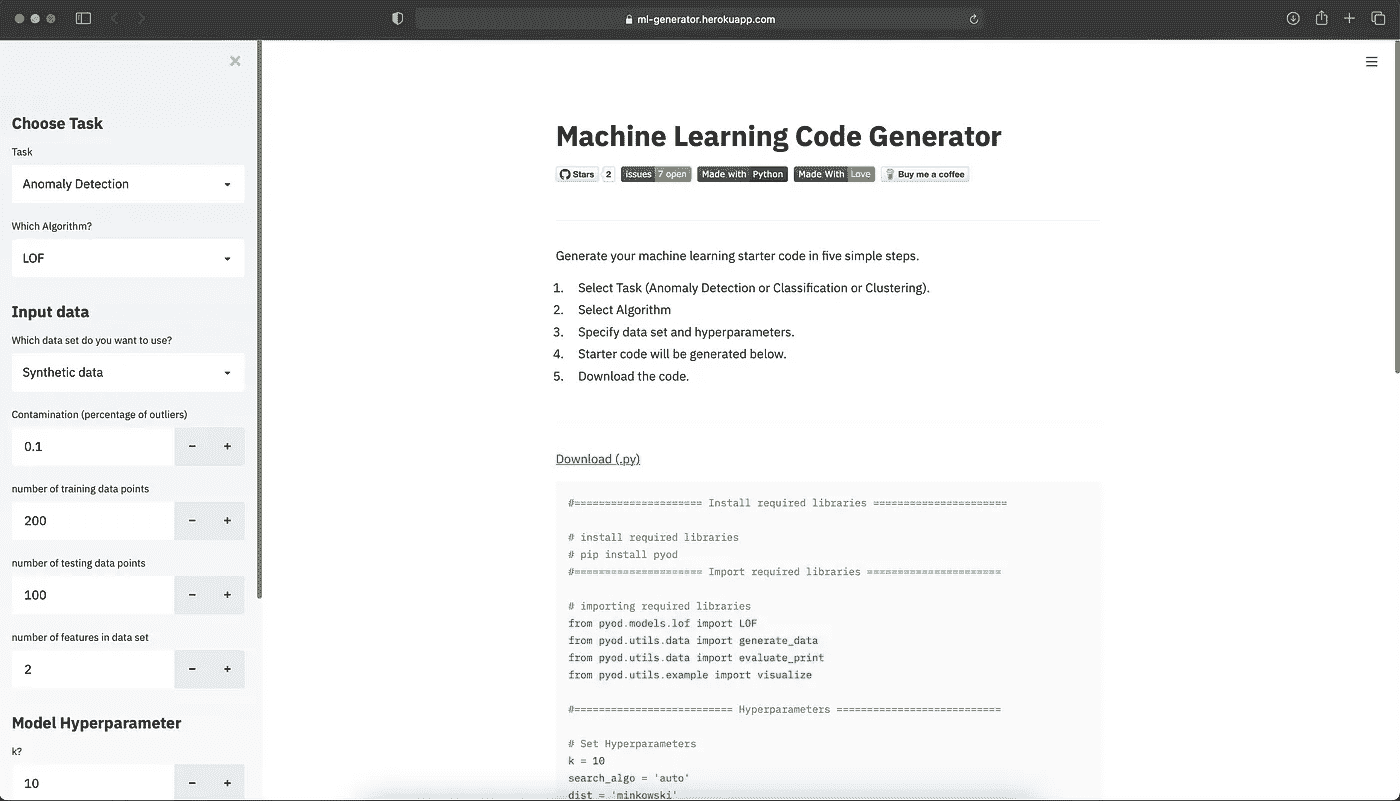 ml-generator.herokuapp.com
Choose Task
Task
Anomaly Detection
Which Algorithm?
LOF
Input data
Which data set do you want to use?
Synthetic data
Contamination (percentage of outliers)
0.1
- +
number of training data points
200
- +
number of testing data points
100
- +
number of features in data set
2
- +
Model Hyperparameter
k?
10
- +
Machine Learning Code Generator
Stars 2 issues 7 open Made with Python Made With Love Buy me a coffee
Generate your machine learning starter code in five simple steps.
1. Select Task (Anomaly Detection or Classification or Clustering).
2. Select Algorithm
3. Specify data set and hyperparameters.
4. Starter code will be generated below.
5. Download the code.
Download (.py)
#===================== Install required libraries ======================
# install required libraries
# pip install pyod
#===================== Import required libraries ======================
# importing required libraries
from pyod.models.lof import LOF
from pyod.utils.data import generate_data
from pyod.utils.data import evaluate_print
from pyod.utils.example import visualize
#========================== Hyperparameters ===========================
# Set Hyperparameters
k = 10
search_algo = 'auto'
dist = 'minkowski'